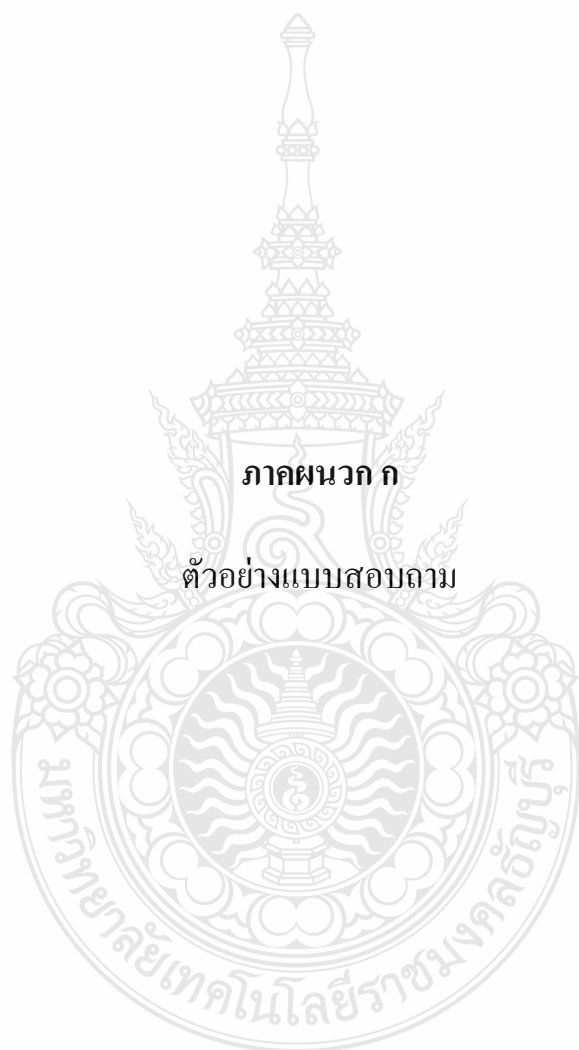 ภาคผนวก ก
ตัวอย่างแบบสอบถาม
มหาวิทยาลัยเทคโนโลยีราชมงคลธัญบุรี